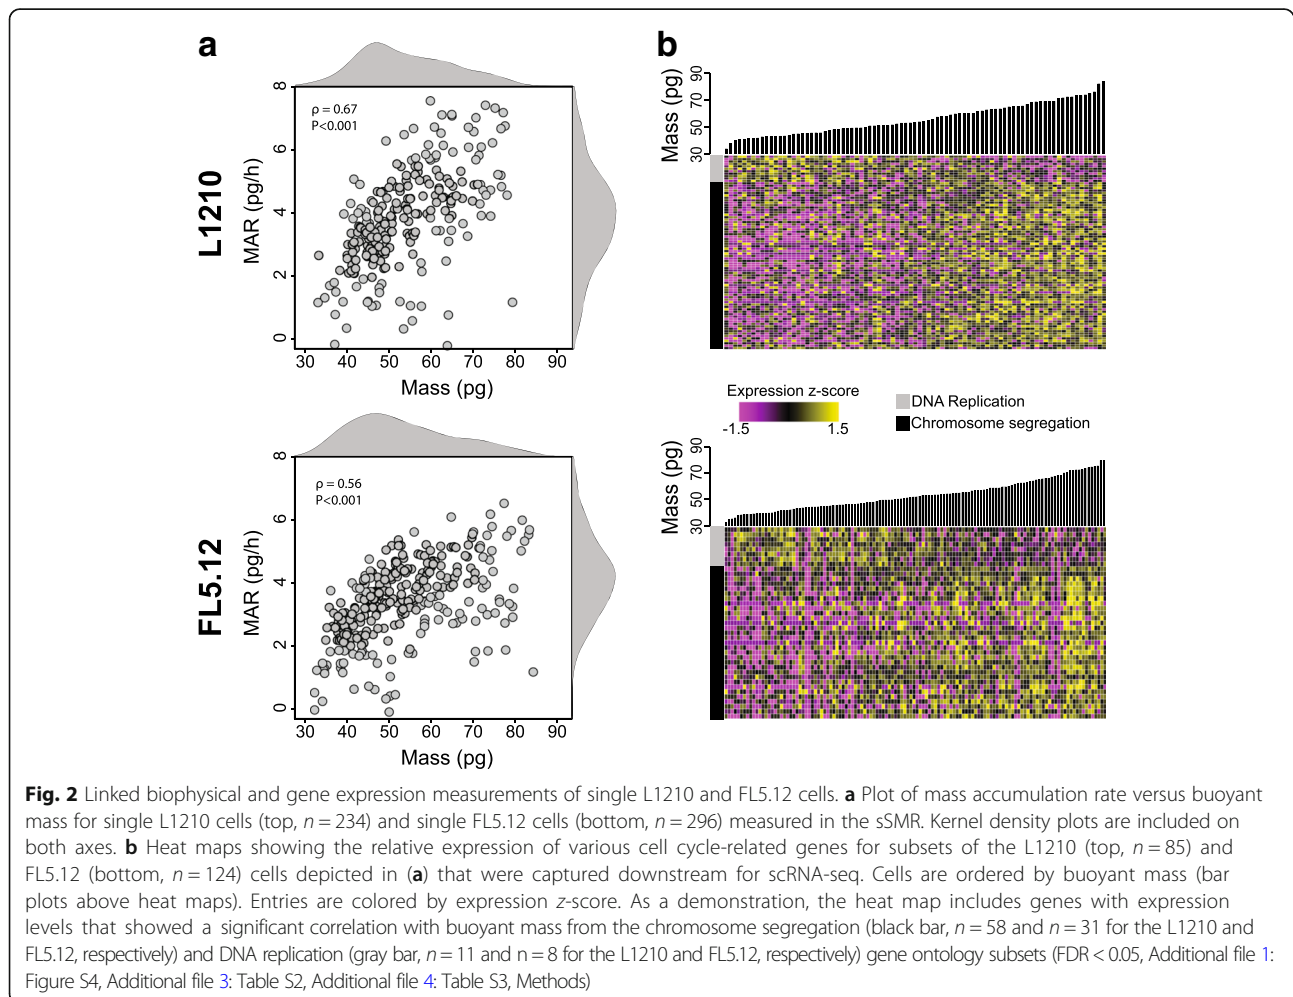 a
b
L1210
MAR (pg/h)
8
6
4
2
0
ρ = 0.67
P<0.001
30 40 50 60 70 80 90
Mass (pg)
Mass (pg)
90
70
50
30
Expression z-score
-1.5 1.5
DNA Replication
Chromosome segregation
FL5.12
MAR (pg/h)
8
6
4
2
0
ρ = 0.56
P<0.001
30 40 50 60 70 80 90
Mass (pg)
Mass (pg)
90
70
50
30
Fig. 2 Linked biophysical and gene expression measurements of single L1210 and FL5.12 cells. a Plot of mass accumulation rate versus buoyant
mass for single L1210 cells (top, n = 234) and single FL5.12 cells (bottom, n = 296) measured in the sSMR. Kernel density plots are included on
both axes. b Heat maps showing the relative expression of various cell cycle-related genes for subsets of the L1210 (top, n = 85) and
FL5.12 (bottom, n = 124) cells depicted in (a) that were captured downstream for scRNA-seq. Cells are ordered by buoyant mass (bar
plots above heat maps). Entries are colored by expression z-score. As a demonstration, the heat map includes genes with expression
levels that showed a significant correlation with buoyant mass from the chromosome segregation (black bar, n = 58 and n = 31 for the L1210 and
FL5.12, respectively) and DNA replication (gray bar, n = 11 and n = 8 for the L1210 and FL5.12, respectively) gene ontology subsets (FDR < 0.05, Additional file 1:
Figure S4, Additional file 3: Table S2, Additional file 4: Table S3, Methods)